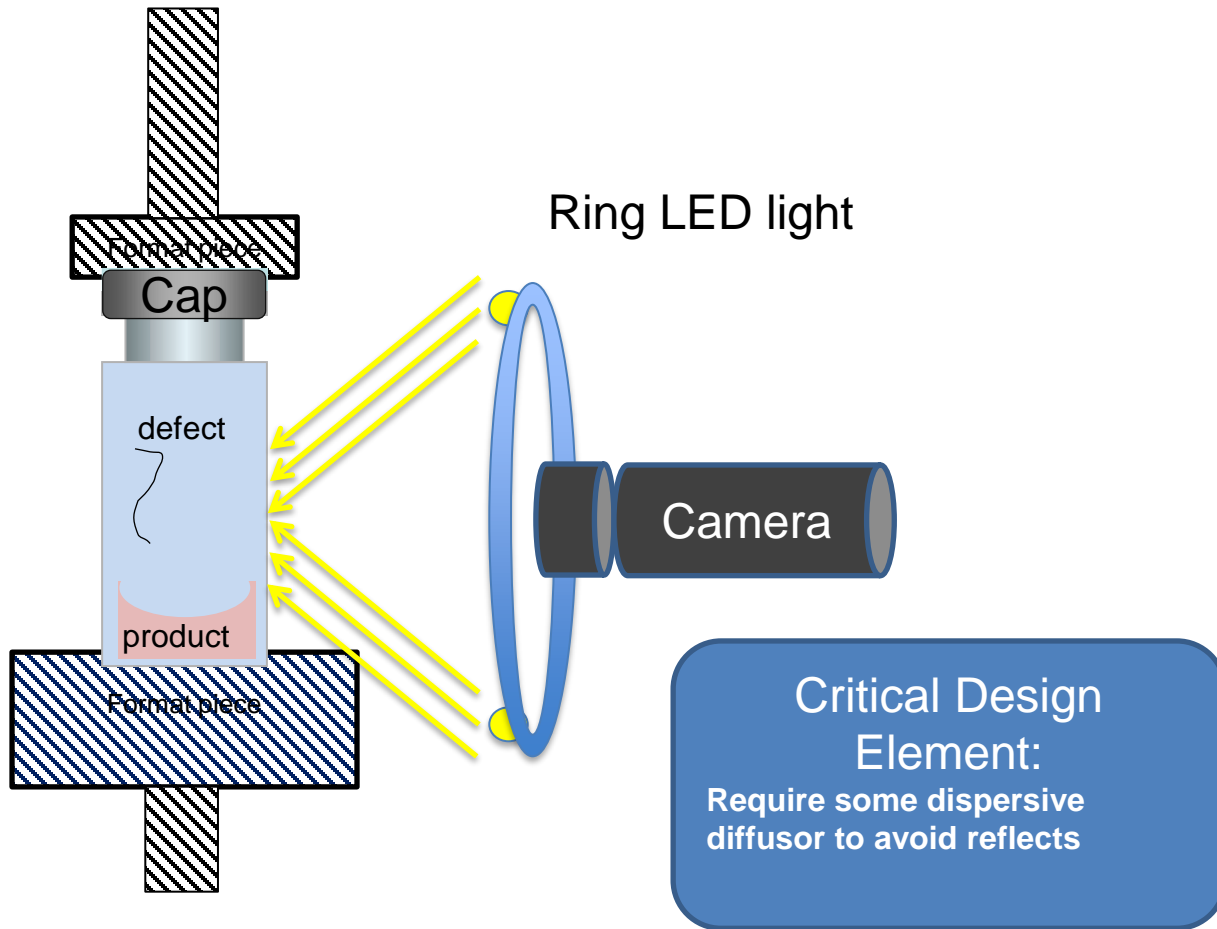 Ring LED light
Format piece
Cap
defect
Camera
product
Format piece
Critical Design
Element:
Require some dispersive
diffusor to avoid reflects